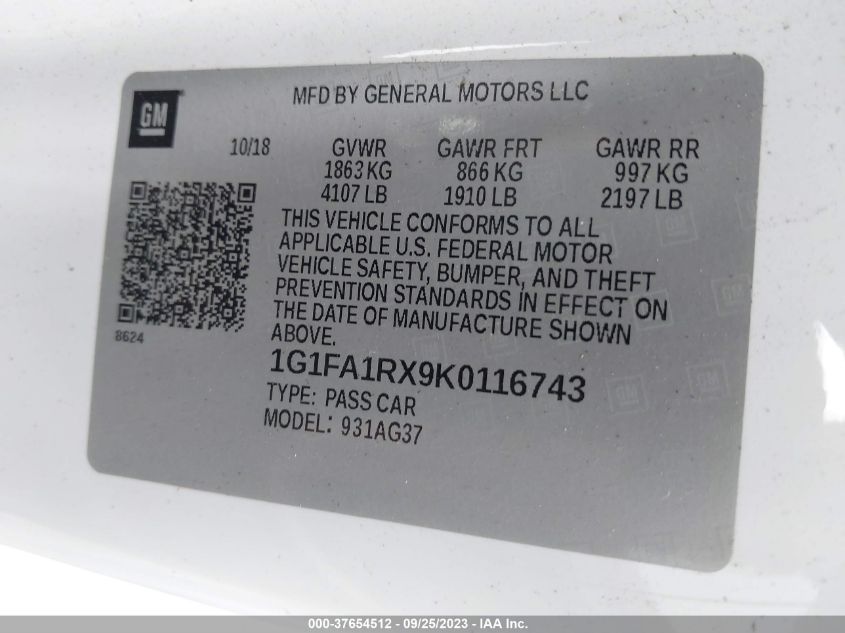 GM
MFD BY GENERAL MOTORS LLC
10/18 GVWR GAWR FRT GAWR RR
1863 KG 866 KG 997 KG
4107 LB 1910 LB 2197 LB
THIS VEHICLE CONFORMS TO ALL
APPLICABLE U.S. FEDERAL MOTOR
VEHICLE SAFETY, BUMPER, AND THEFT
PREVENTION STANDARDS IN EFFECT ON
THE DATE OF MANUFACTURE SHOWN
ABOVE.
8624
1G1FA1RX9K0116743
TYPE: PASS CAR
MODEL: 931AG37
000-37654512 - 09/25/2023 - IAA Inc.